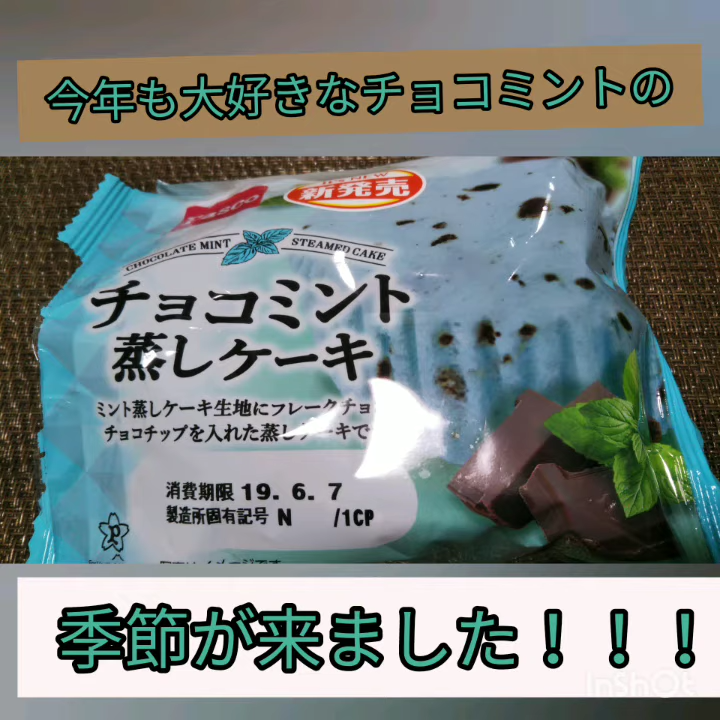 今年も大好きなチョコミントの
Pasco
NEW
新発売
CHOCOLATE MINT STEAMED CAKE
チョコミント
蒸しケーキ
ミント蒸しケーキ生地にフレークチョ
チョコチップを入れた蒸しケーキで
消費期限 19. 6. 7
製造所固有記号 N /1CP
P
季節が来ました！！！
InShOt